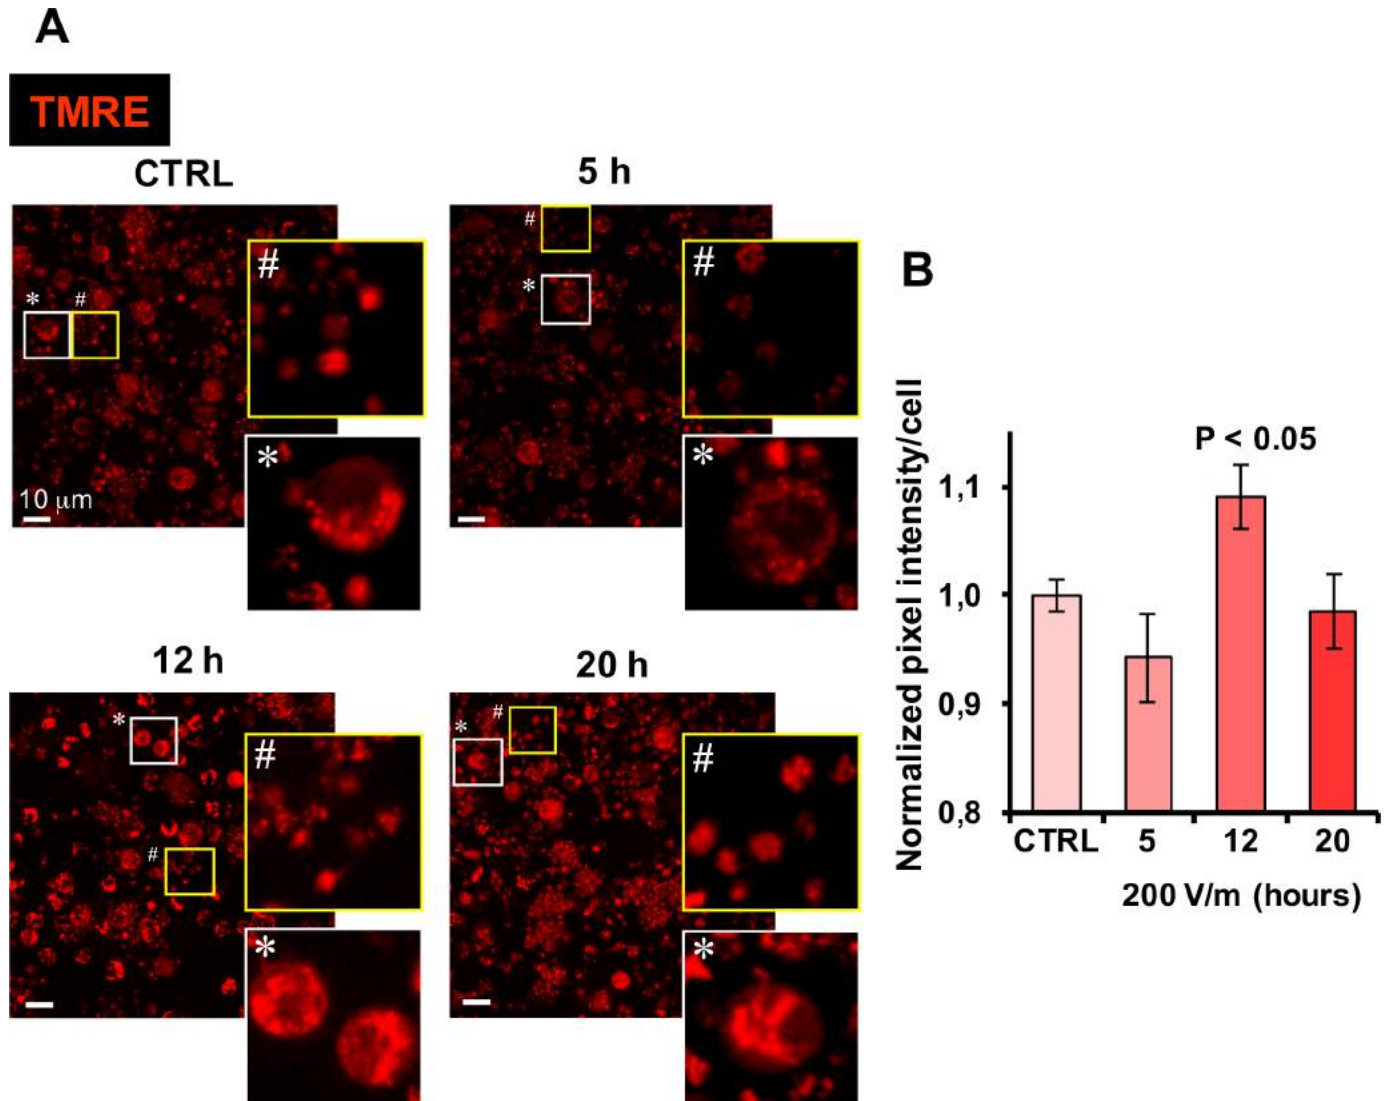 A
TMRE
CTRL
5 h
* #
#
*
10 μm
#
*
#
*
12 h
20 h
*
#
#
*
* #
#
*
B
Normalized pixel intensity/cell
P < 0.05
1,1
1,0
0,9
0,8
CTRL 5 12 20
200 V/m (hours)